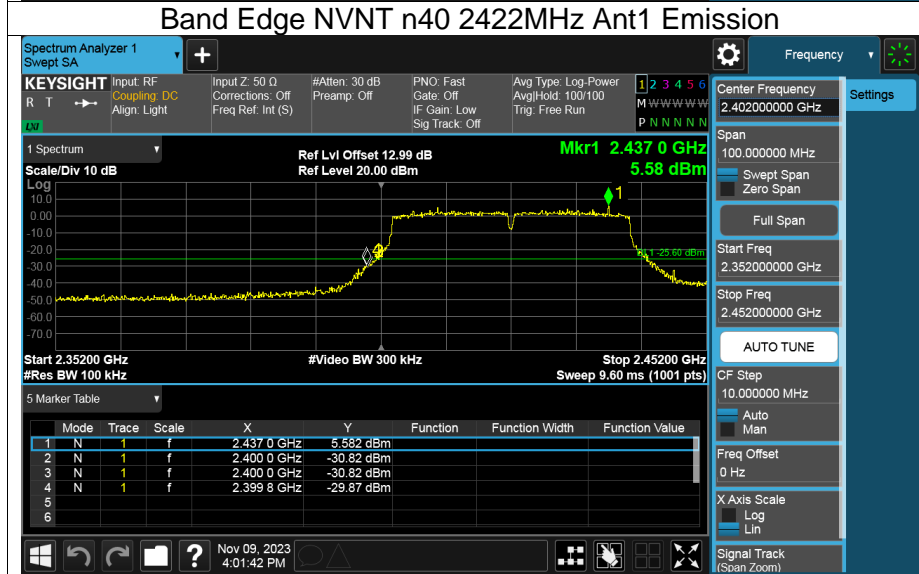 Band Edge NVNT n40 2422MHz Ant1 Emission
Spectrum Analyzer 1
Swept SA
+
Frequency
KEYSIGHT
R T
LXI
Input: RF
Coupling: DC
Align: Light
Input Z: 50 Ω
Corrections: Off
Freq Ref: Int (S)
#Atten: 30 dB
Preamp: Off
PNO: Fast
Gate: Off
IF Gain: Low
Sig Track: Off
Avg Type: Log-Power
Avg|Hold: 100/100
Trig: Free Run
1 2 3 4 5 6
M W W W W W
P N N N N N
1 Spectrum
Scale/Div 10 dB
Ref Lvl Offset 12.99 dB
Ref Level 20.00 dBm
Mkr1 2.437 0 GHz
5.58 dBm
Log
10.0
0.00
-10.0
-20.0
-30.0
-40.0
-50.0
-60.0
-70.0
1
DL1 -25.60 dBm
Start 2.35200 GHz
#Video BW 300 kHz
Stop 2.45200 GHz
#Res BW 100 kHz
Sweep 9.60 ms (1001 pts)
5 Marker Table
Mode Trace Scale X Y Function Function Width Function Value
1 N 1 f 2.437 0 GHz 5.582 dBm
2 N 1 f 2.400 0 GHz -30.82 dBm
3 N 1 f 2.400 0 GHz -30.82 dBm
4 N 1 f 2.399 8 GHz -29.87 dBm
5
6
?
Nov 09, 2023
4:01:42 PM
Center Frequency
2.402000000 GHz
Settings
Span
100.000000 MHz
Swept Span
Zero Span
Full Span
Start Freq
2.352000000 GHz
Stop Freq
2.452000000 GHz
AUTO TUNE
CF Step
10.000000 MHz
Auto
Man
Freq Offset
0 Hz
X Axis Scale
Log
Lin
Signal Track
(Span Zoom)